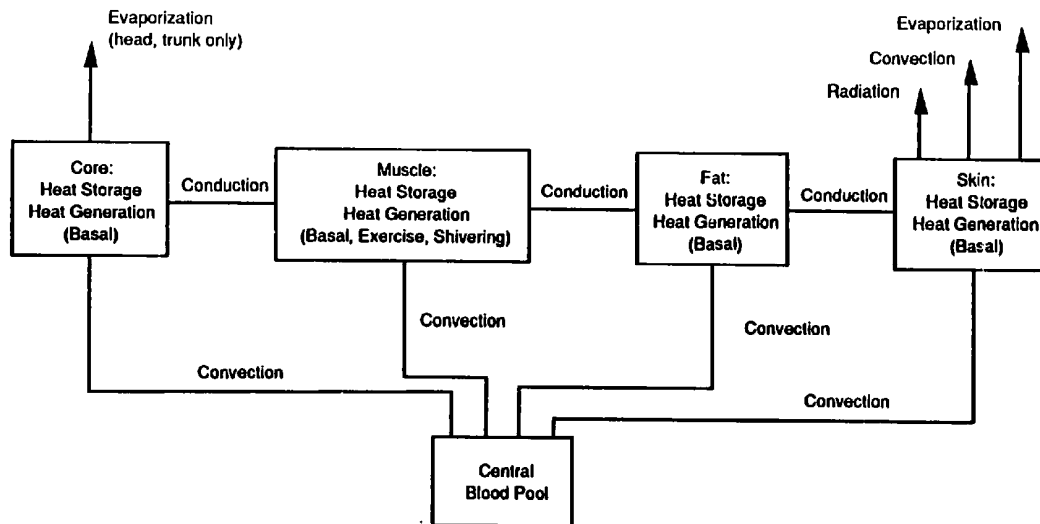 Evaporization
(head, trunk only)
Evaporization
Convection
Radiation
Core:
Heat Storage
Heat Generation
(Basal)
Conduction
Muscle:
Heat Storage
Heat Generation
(Basal, Exercise, Shivering)
Conduction
Fat:
Heat Storage
Heat Generation
(Basal)
Conduction
Skin:
Heat Storage
Heat Generation
(Basal)
Convection
Convection
Convection
Convection
Central
Blood Pool